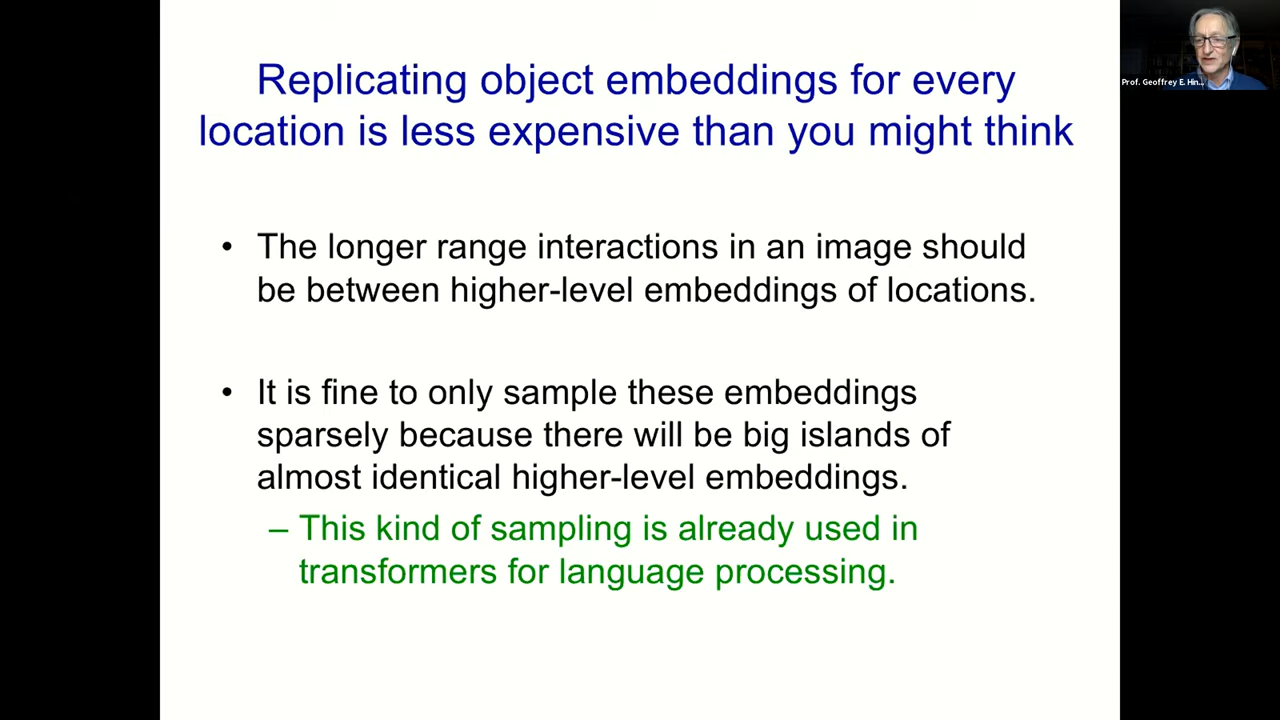 Replicating object embeddings for every
location is less expensive than you might think
• The longer range interactions in an image should
be between higher-level embeddings of locations.
• It is fine to only sample these embeddings
sparsely because there will be big islands of
almost identical higher-level embeddings.
– This kind of sampling is already used in
transformers for language processing.
Prof. Geoffrey E. Hin...